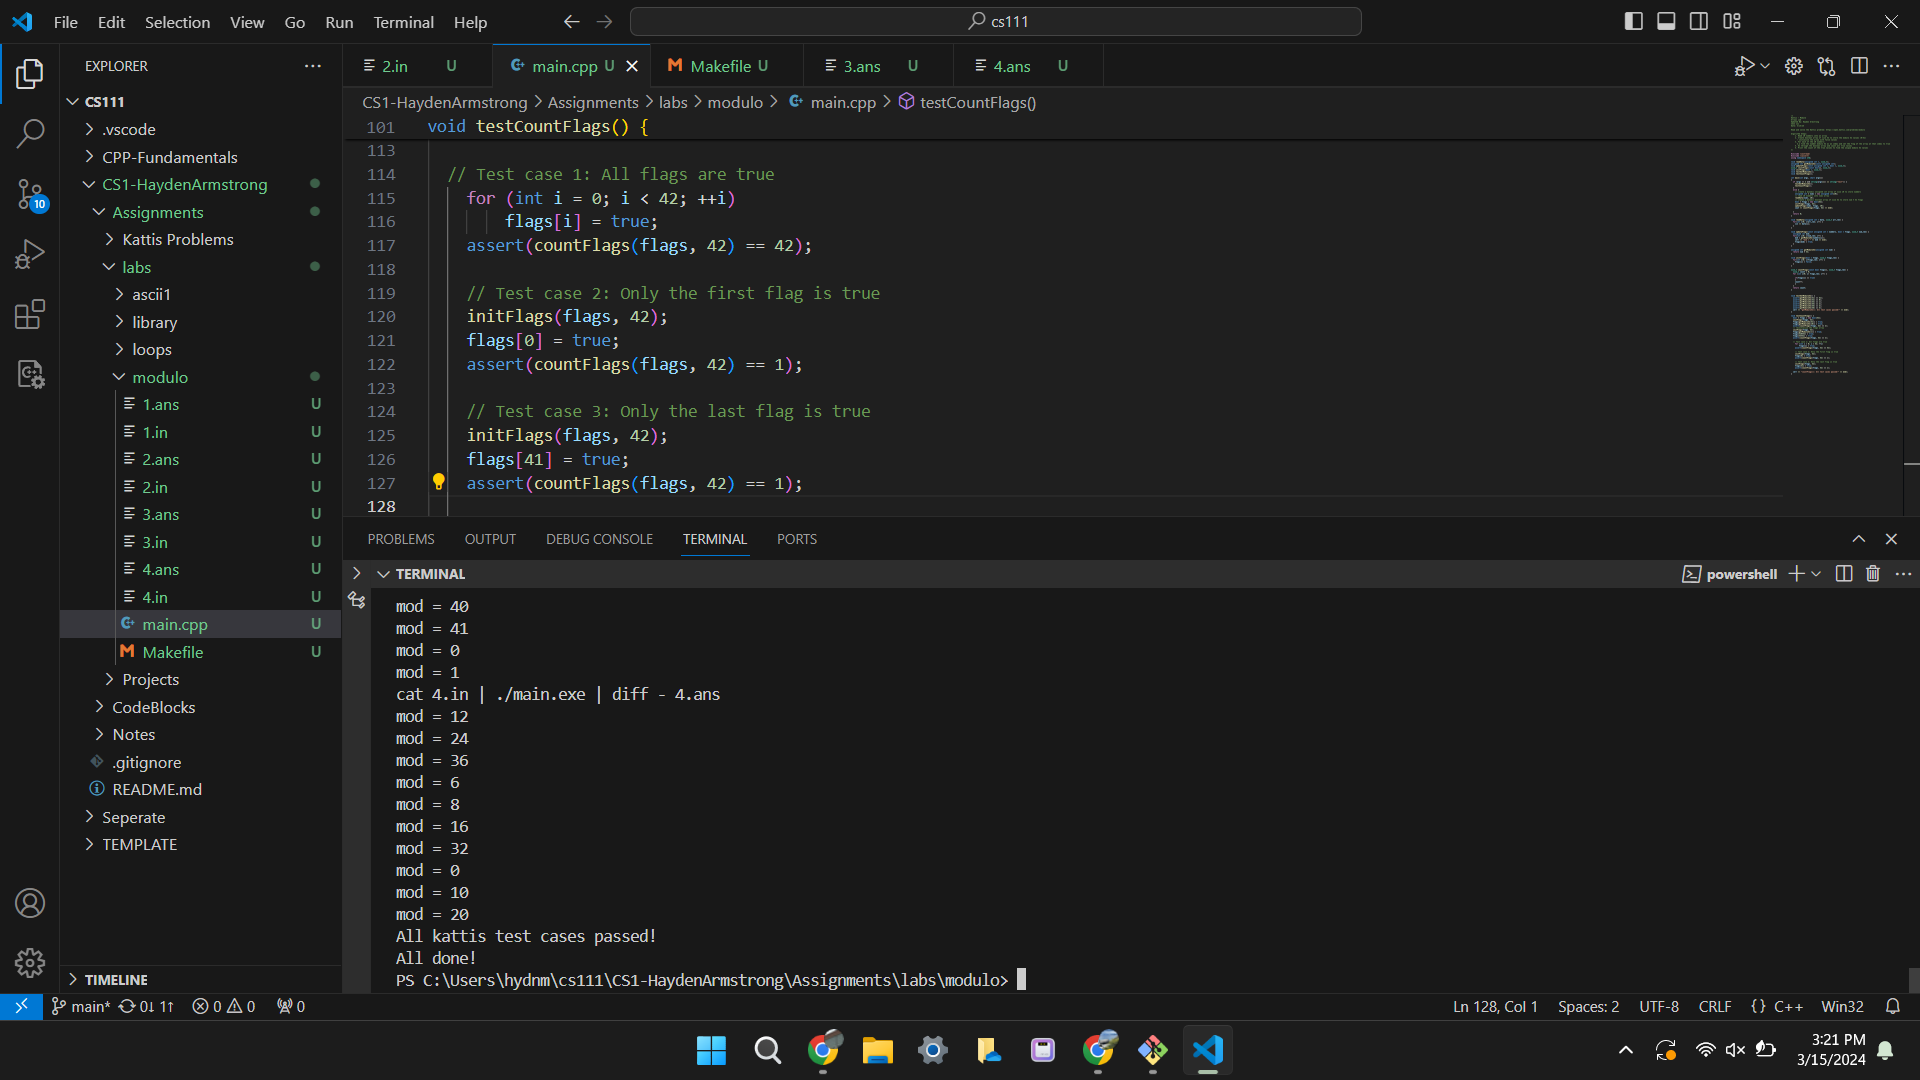 File Edit Selection View Go Run Terminal Help
cs111
EXPLORER
CS111
.vscode
CPP-Fundamentals
CS1-HaydenArmstrong
Assignments
Kattis Problems
labs
ascii1
library
loops
modulo
1.ans U
1.in U
2.ans U
2.in U
3.ans U
3.in U
4.ans U
4.in U
main.cpp U
Makefile U
Projects
CodeBlocks
Notes
.gitignore
README.md
Seperate
TEMPLATE
TIMELINE
10
2.in U main.cpp U Makefile U 3.ans U 4.ans U
CS1-HaydenArmstrong > Assignments > labs > modulo > main.cpp > testCountFlags()
101 void testCountFlags() {
113
114 // Test case 1: All flags are true
115 for (int i = 0; i < 42; ++i)
116 flags[i] = true;
117 assert(countFlags(flags, 42) == 42);
118
119 // Test case 2: Only the first flag is true
120 initFlags(flags, 42);
121 flags[0] = true;
122 assert(countFlags(flags, 42) == 1);
123
124 // Test case 3: Only the last flag is true
125 initFlags(flags, 42);
126 flags[41] = true;
127 assert(countFlags(flags, 42) == 1);
128
PROBLEMS OUTPUT DEBUG CONSOLE TERMINAL PORTS
TERMINAL
powershell
mod = 40
mod = 41
mod = 0
mod = 1
cat 4.in | ./main.exe | diff - 4.ans
mod = 12
mod = 24
mod = 36
mod = 6
mod = 8
mod = 16
mod = 32
mod = 0
mod = 10
mod = 20
All kattis test cases passed!
All done!
PS C:\Users\hydnm\cs111\CS1-HaydenArmstrong\Assignments\labs\modulo>
main* 0↓ 1↑ 0 0 0
Ln 128, Col 1 Spaces: 2 UTF-8 CRLF {} C++ Win32
3:21 PM
3/15/2024